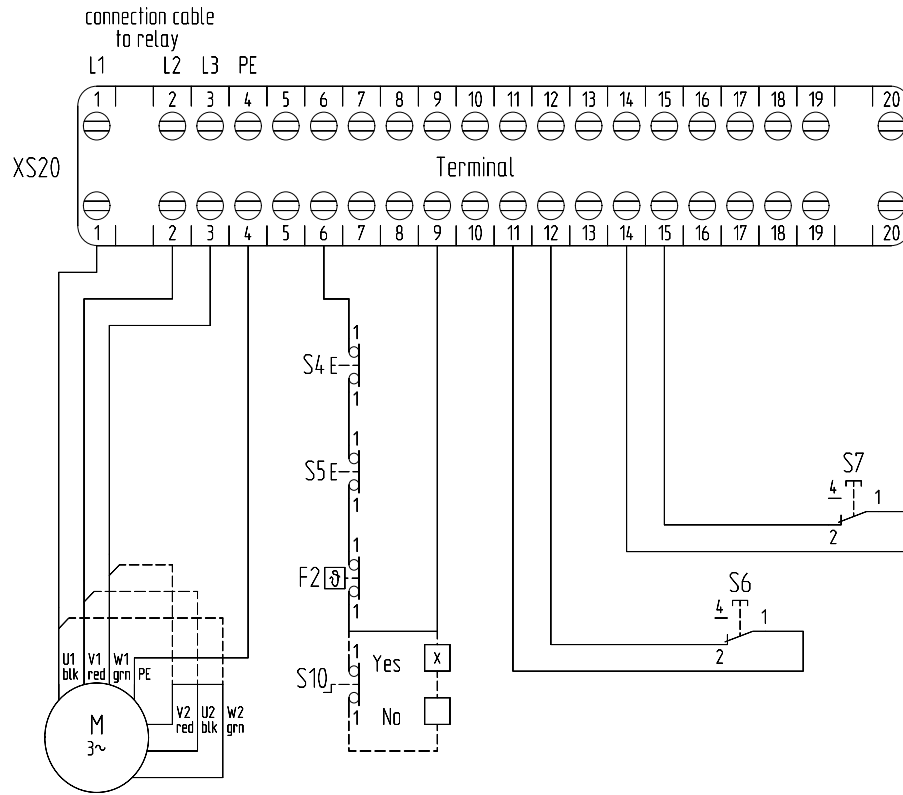 connection cable
to relay
L1 L2 L3 PE
1 2 3 4 5 6 7 8 9 10 11 12 13 14 15 16 17 18 19 20
XS20
Terminal
1 2 3 4 5 6 7 8 9 10 11 12 13 14 15 16 17 18 19 20
1
S4 E
1
1
S5 E
1
S7
4
1
2
1
F2 ϑ
1
S6
4
1
2
U1 V1 W1
blk red grn PE
1
Yes
X
S10
1
No
V2 U2 W2
red blk grn
M
3~